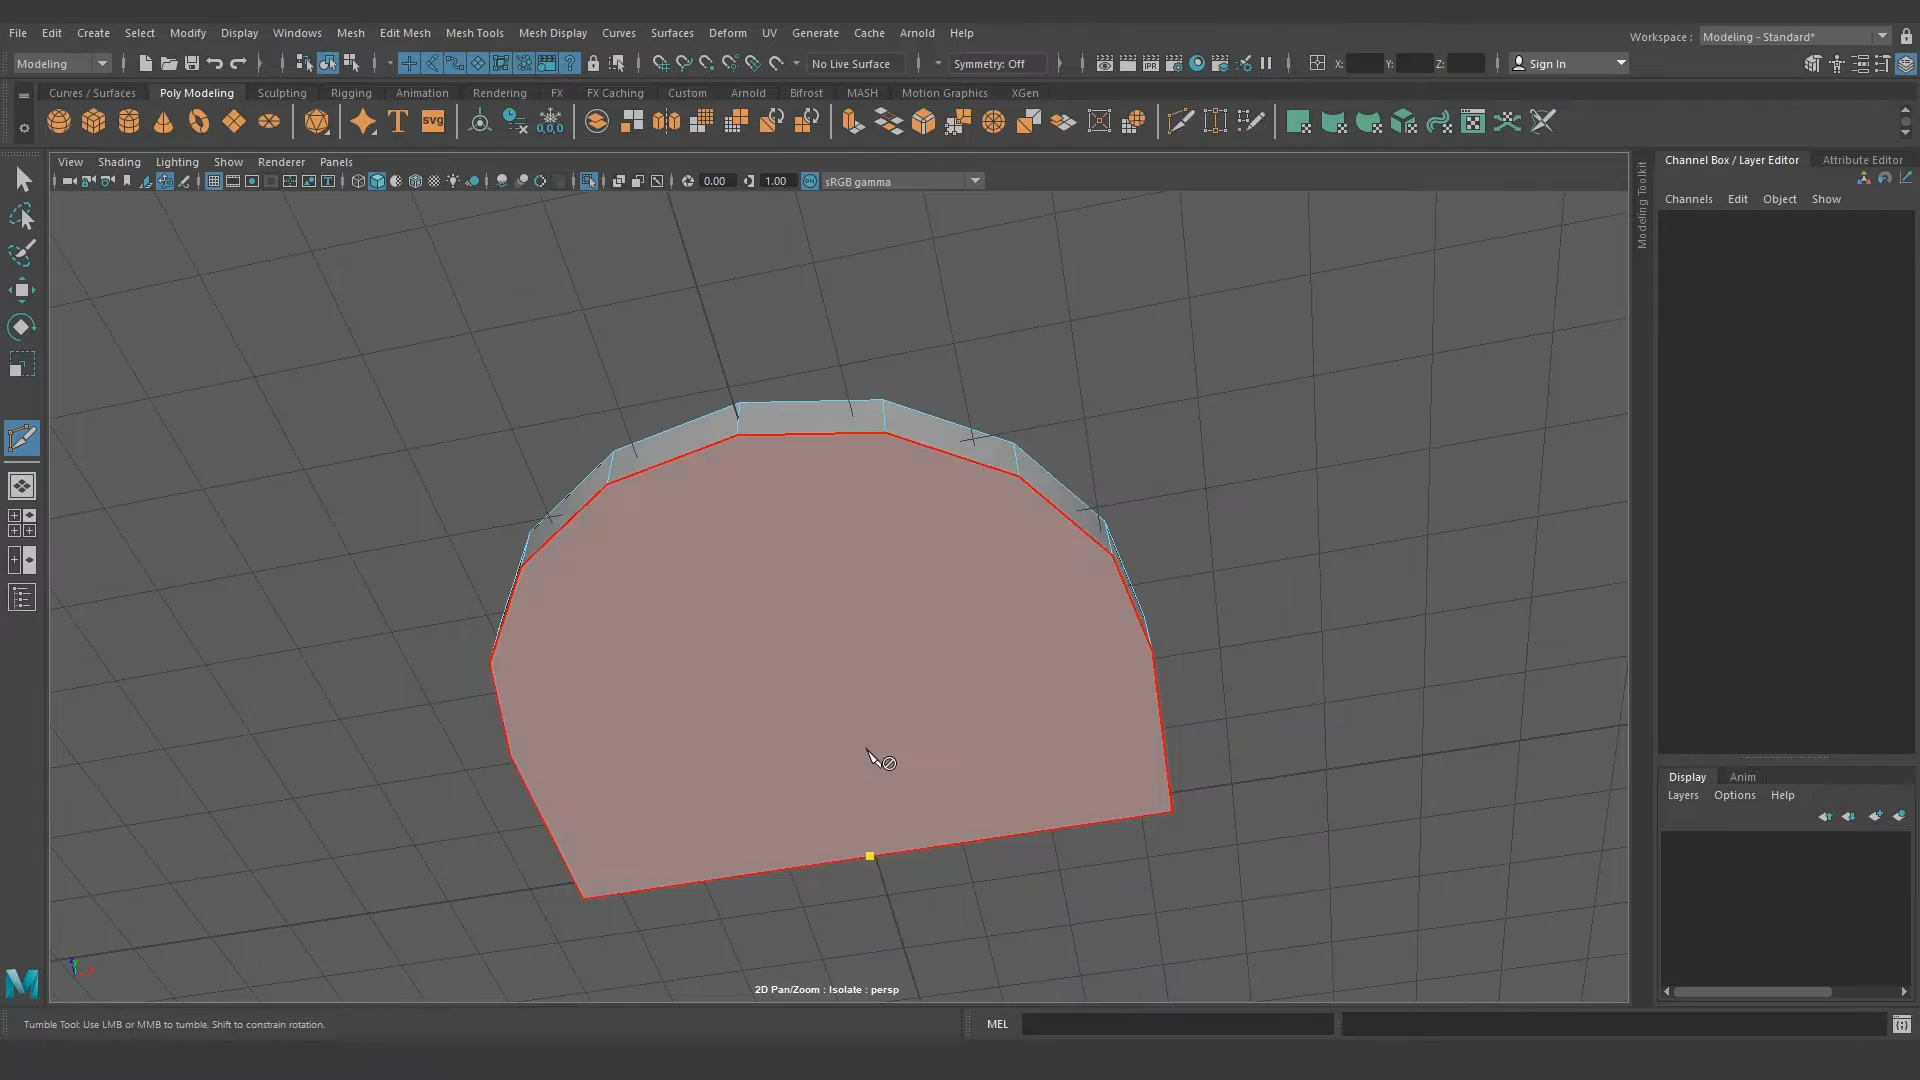 File Edit Create Select Modify Display Windows Mesh Edit Mesh Mesh Tools Mesh Display Curves Surfaces Deform UV Generate Cache Arnold Help
Workspace : Modeling - Standard*
Modeling No Live Surface Symmetry: Off X: Y: Z: Sign In
Curves / Surfaces Poly Modeling Sculpting Rigging Animation Rendering FX FX Caching Custom Arnold Bifrost MASH Motion Graphics XGen
T svg 0,0,0
View Shading Lighting Show Renderer Panels
0.00 1.00 sRGB gamma
Modeling Toolkit
Channel Box / Layer Editor Attribute Editor
Channels Edit Object Show
Display Anim
Layers Options Help
2D Pan/Zoom : Isolate : persp
Tumble Tool: Use LMB or MMB to tumble. Shift to constrain rotation.
MEL